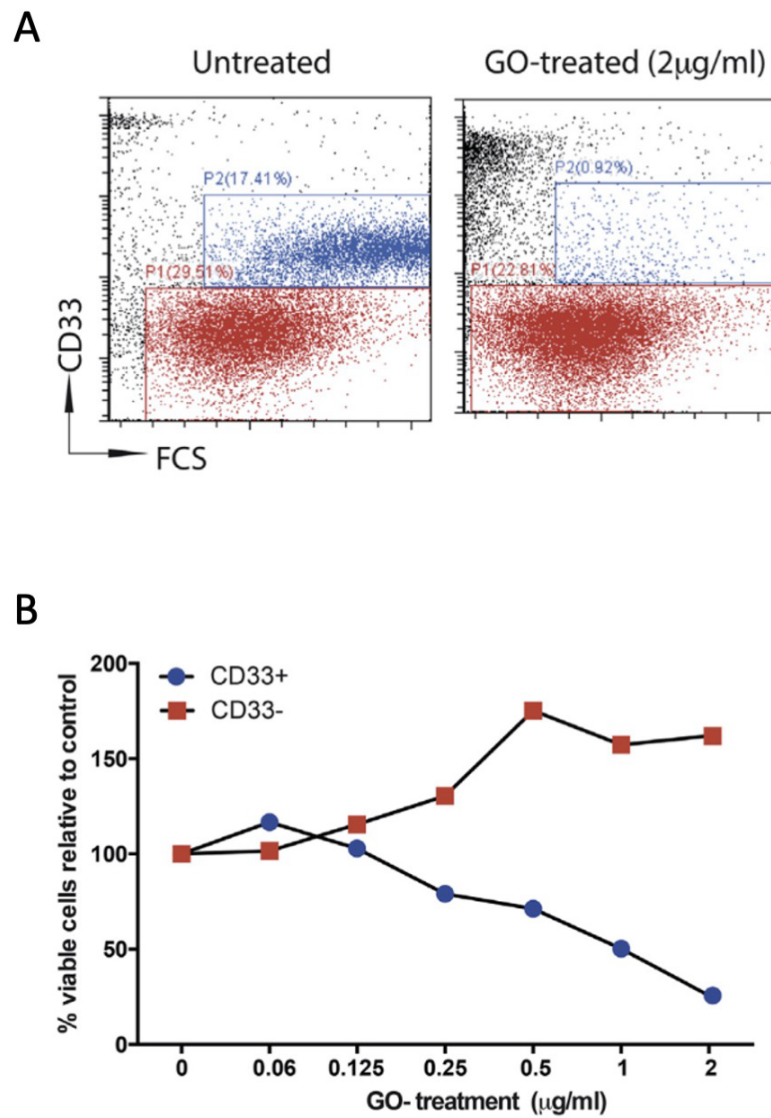 A
Untreated
GO-treated (2μg/ml)
P2(17.41%)
P1(29.51%)
P2(0.92%)
P1(22.81%)
CD33
FCS
B
CD33+
CD33-
200
150
100
50
0
% viable cells relative to control
0 0.06 0.125 0.25 0.5 1 2
GO- treatment (μg/ml)